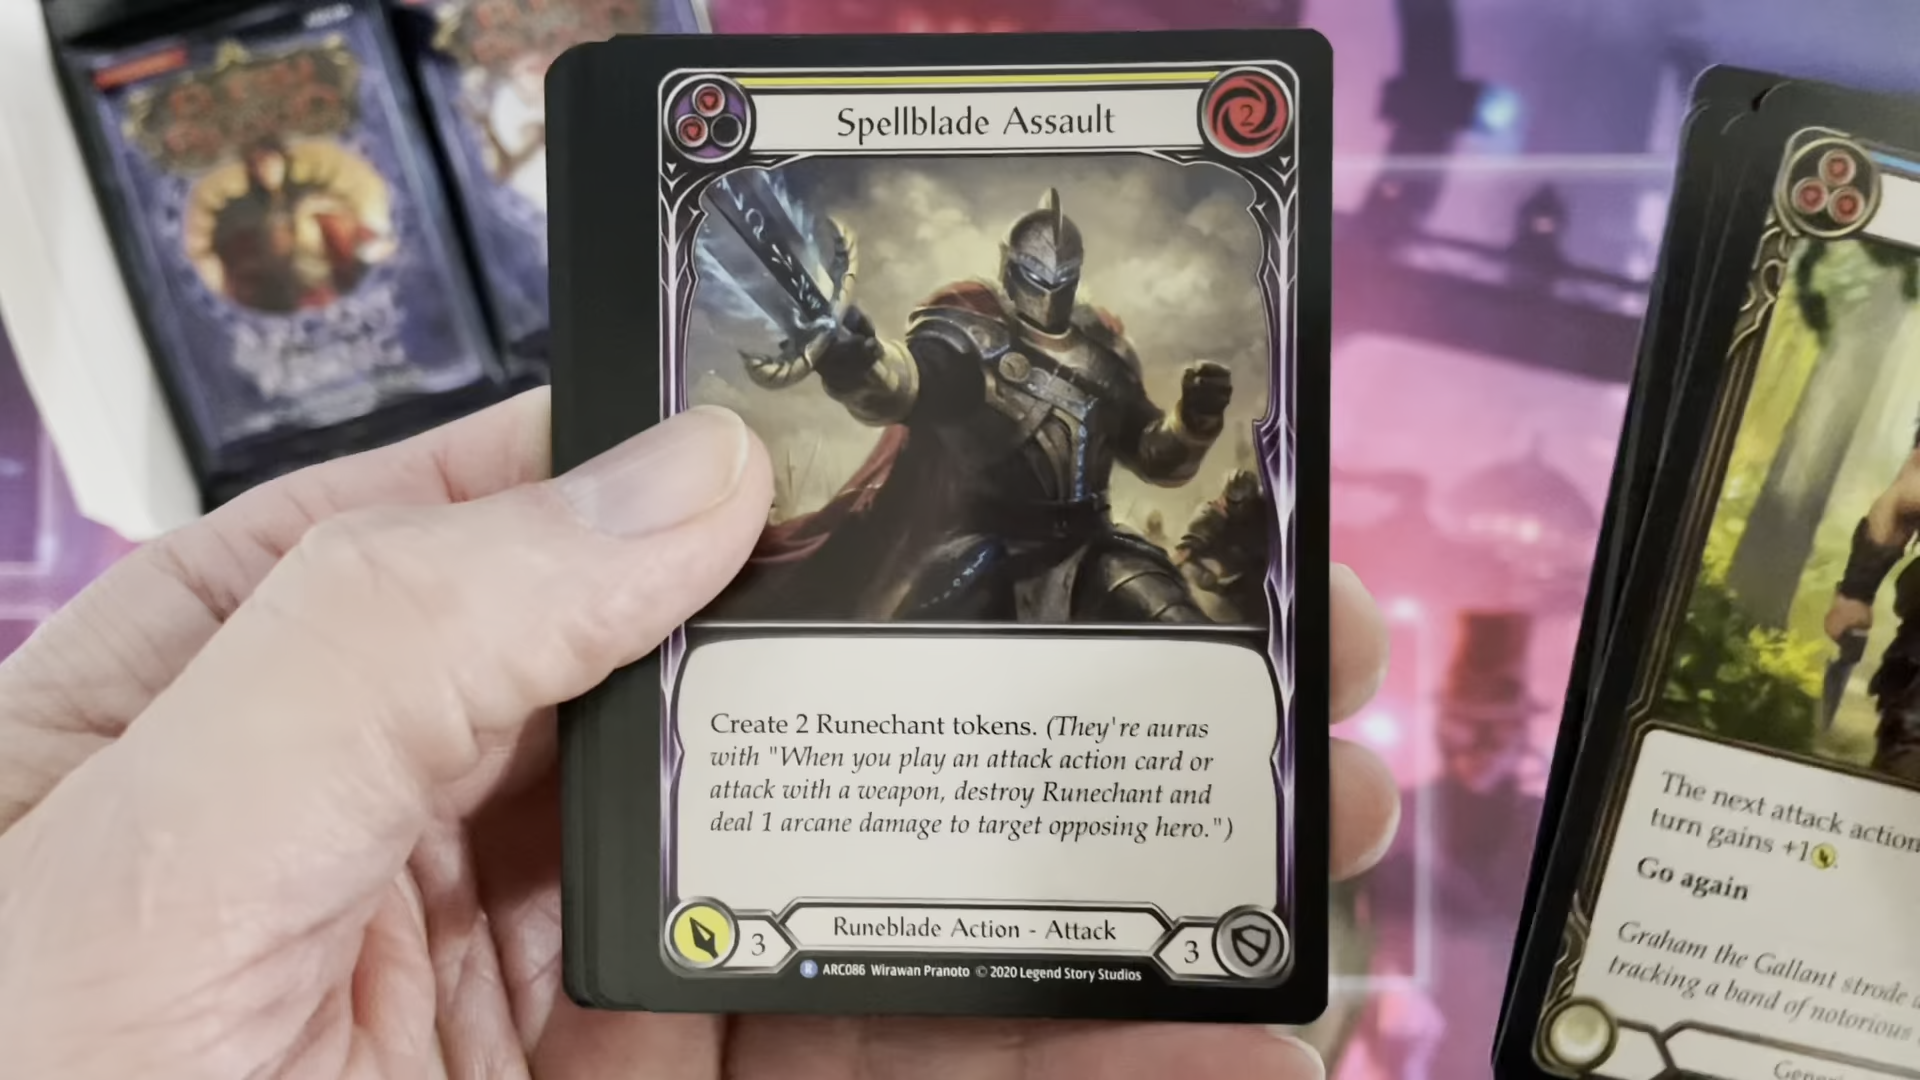 Spellblade Assault
2
Create 2 Runechant tokens. (They're auras
with "When you play an attack action card or
attack with a weapon, destroy Runechant and
deal 1 arcane damage to target opposing hero.")
3
Runeblade Action - Attack
3
R ARC086 Wirawan Pranoto © 2020 Legend Story Studios
The next attack action
turn gains +1
Go again
Graham the Gallant strode
tracking a band of notorious